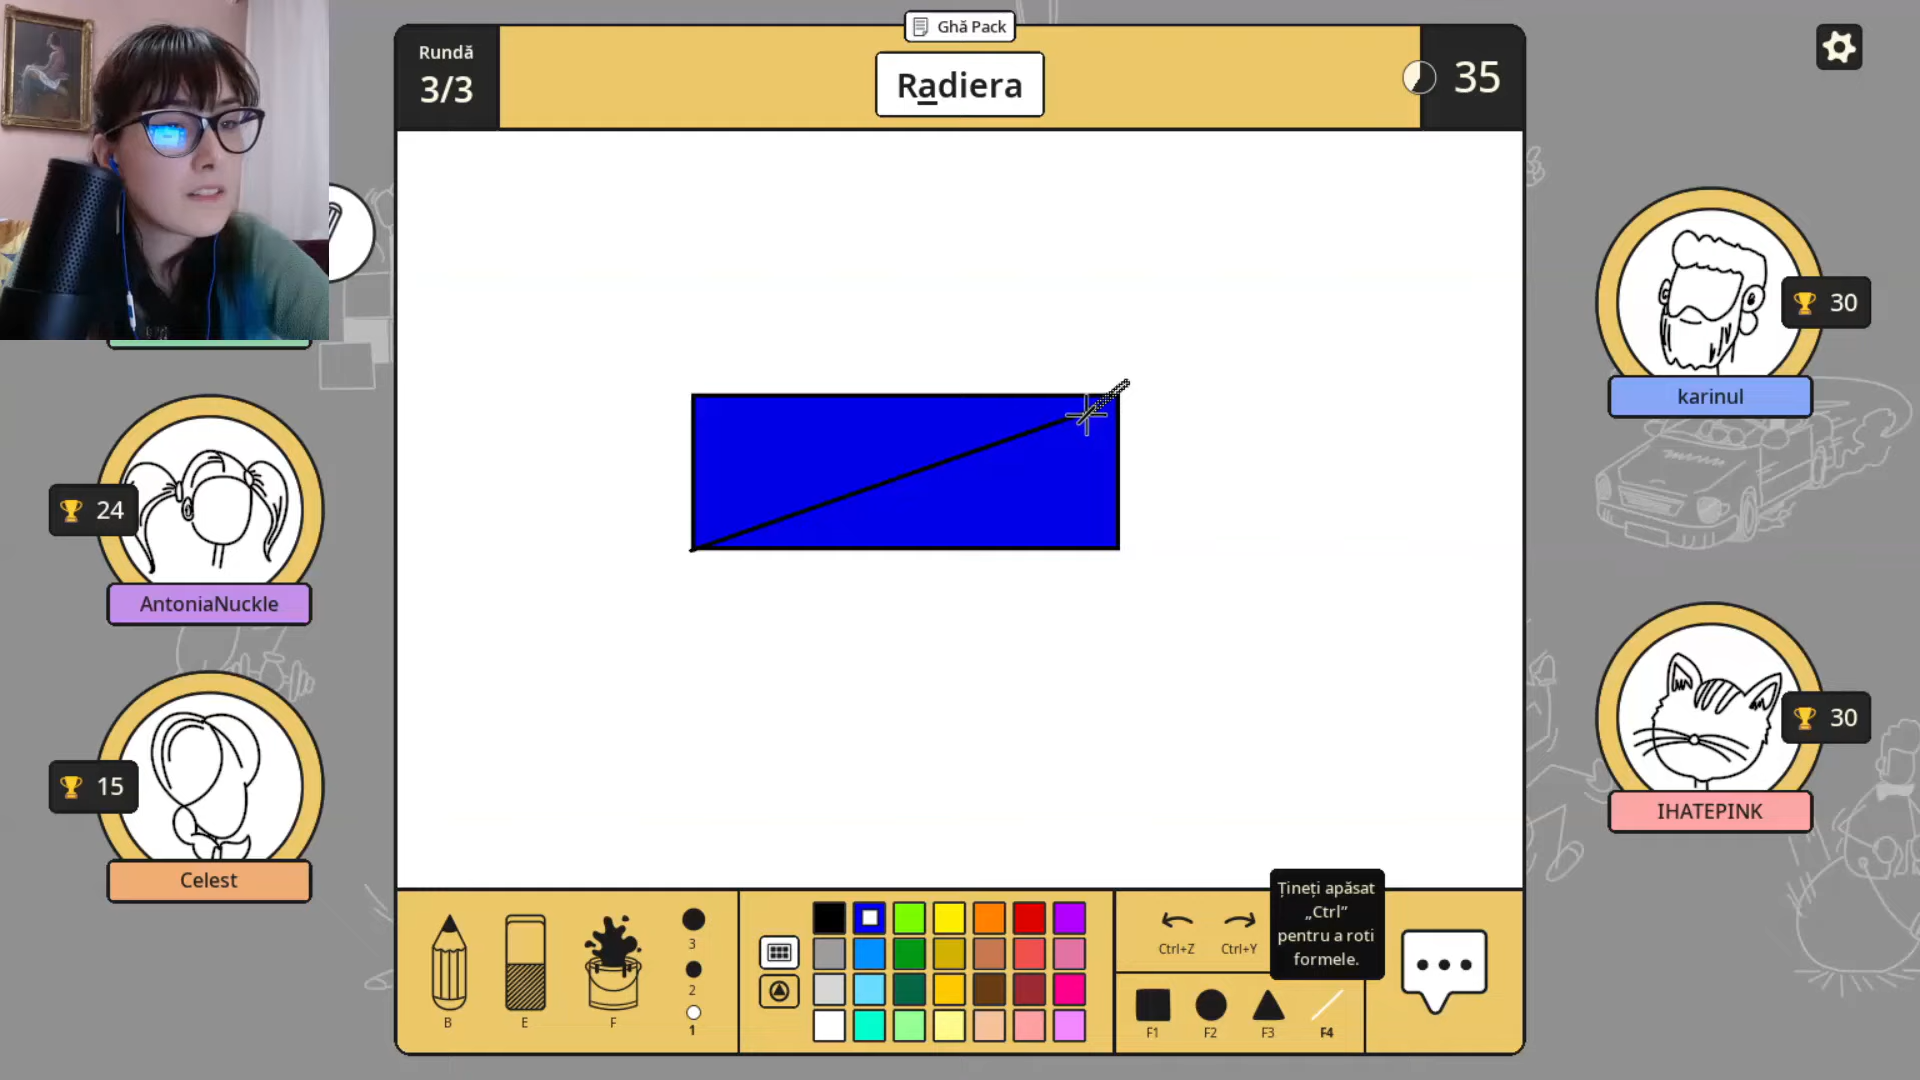 Ghă Pack
Rundă
3/3
Radiera
35
30
karinul
24
AntoniaNuckle
30
IHATEPINK
15
Celest
Țineți apăsat
„Ctrl”
pentru a roti
formele.
B
E
F
3
2
1
Ctrl+Z
Ctrl+Y
F1
F2
F3
F4